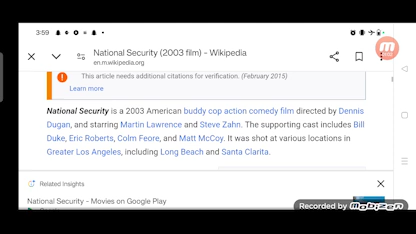 3:59
National Security (2003 film) - Wikipedia
en.m.wikipedia.org
This article needs additional citations for verification. (February 2015)
Learn more
National Security is a 2003 American buddy cop action comedy film directed by Dennis
Dugan, and starring Martin Lawrence and Steve Zahn. The supporting cast includes Bill
Duke, Eric Roberts, Colm Feore, and Matt McCoy. It was shot at various locations in
Greater Los Angeles, including Long Beach and Santa Clarita.
Related Insights
National Security - Movies on Google Play
Recorded by Mobizen